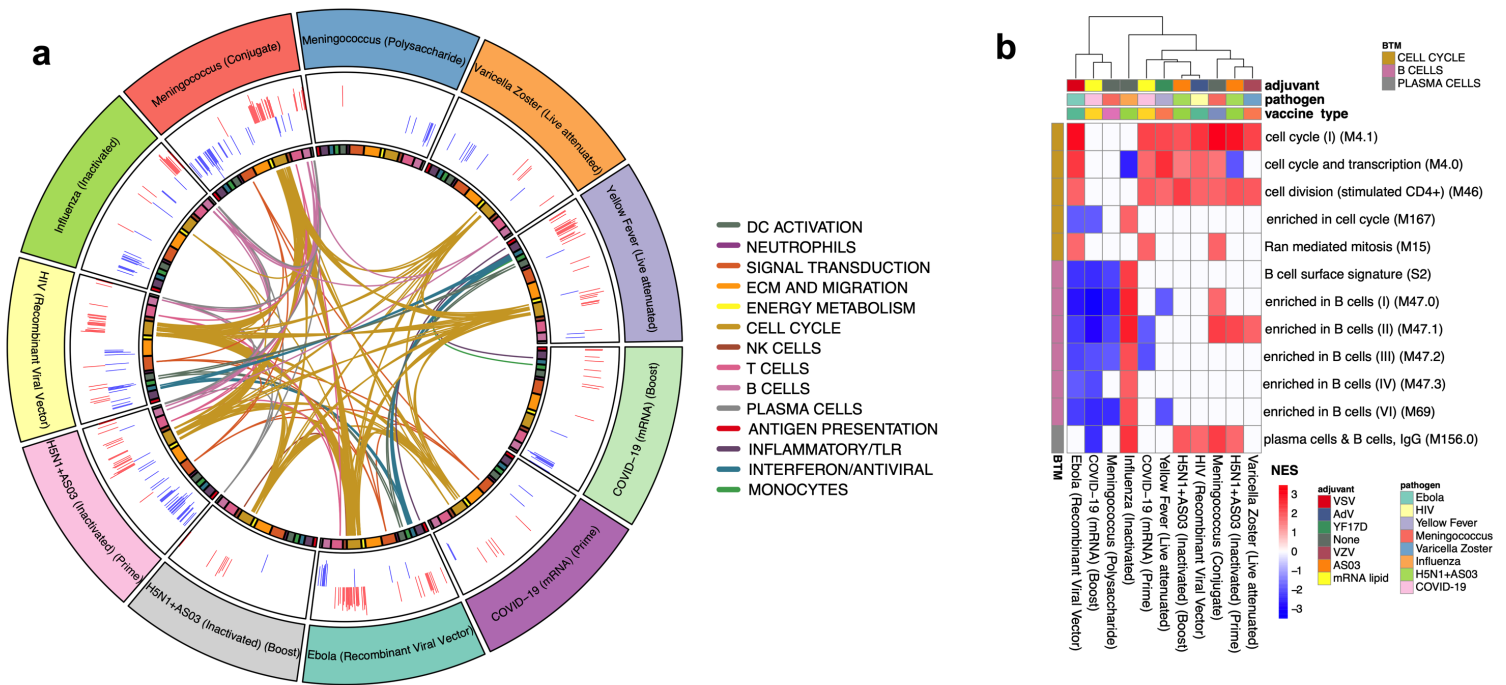 a
Meningococcus (Polysaccharide)
Varicella Zoster (Live attenuated)
Yellow Fever (Live attenuated)
COVID−19 (mRNA) (Boost)
COVID−19 (mRNA) (Prime)
Ebola (Recombinant Viral Vector)
H5N1+AS03 (Inactivated) (Boost)
H5N1+AS03 (Inactivated) (Prime)
HIV (Recombinant Viral Vector)
Influenza (Inactivated)
Meningococcus (Conjugate)
DC ACTIVATION
NEUTROPHILS
SIGNAL TRANSDUCTION
ECM AND MIGRATION
ENERGY METABOLISM
CELL CYCLE
NK CELLS
T CELLS
B CELLS
PLASMA CELLS
ANTIGEN PRESENTATION
INFLAMMATORY/TLR
INTERFERON/ANTIVIRAL
MONOCYTES
b
BTM
CELL CYCLE
B CELLS
PLASMA CELLS
adjuvant
pathogen
vaccine type
cell cycle (I) (M4.1)
cell cycle and transcription (M4.0)
cell division (stimulated CD4+) (M46)
enriched in cell cycle (M167)
Ran mediated mitosis (M15)
B cell surface signature (S2)
enriched in B cells (I) (M47.0)
enriched in B cells (II) (M47.1)
enriched in B cells (III) (M47.2)
enriched in B cells (IV) (M47.3)
enriched in B cells (VI) (M69)
plasma cells & B cells, IgG (M156.0)
BTM
Ebola (Recombinant Viral Vector)
COVID−19 (mRNA) (Boost)
Meningococcus (Polysaccharide)
Influenza (Inactivated)
COVID−19 (mRNA) (Prime)
Yellow Fever (Live attenuated)
H5N1+AS03 (Inactivated) (Boost)
HIV (Recombinant Viral Vector)
Meningococcus (Conjugate)
H5N1+AS03 (Inactivated) (Prime)
Varicella Zoster (Live attenuated)
NES
3
2
1
0
−1
−2
−3
adjuvant
VSV
AdV
YF17D
None
VZV
AS03
mRNA lipid
pathogen
Ebola
HIV
Yellow Fever
Meningococcus
Varicella Zoster
Influenza
H5N1+AS03
COVID-19